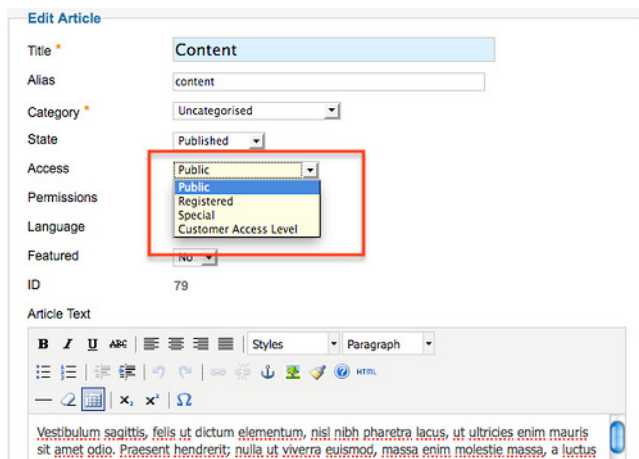 Edit Article
Title * Content
Alias content
Category * Uncategorised
State Published
Access Public
Public
Registered
Permissions
Special
Language Customer Access Level
Featured No
ID 79
Article Text
B I U ABC Styles Paragraph
HTML
x, x² Ω
Vestibulum sagittis, felis ut dictum elementum, nisl nibh pharetra lacus, ut ultricies enim mauris
sit amet odio. Praesent hendrerit; nulla ut viverra euismod, massa enim molestie massa, a luctus